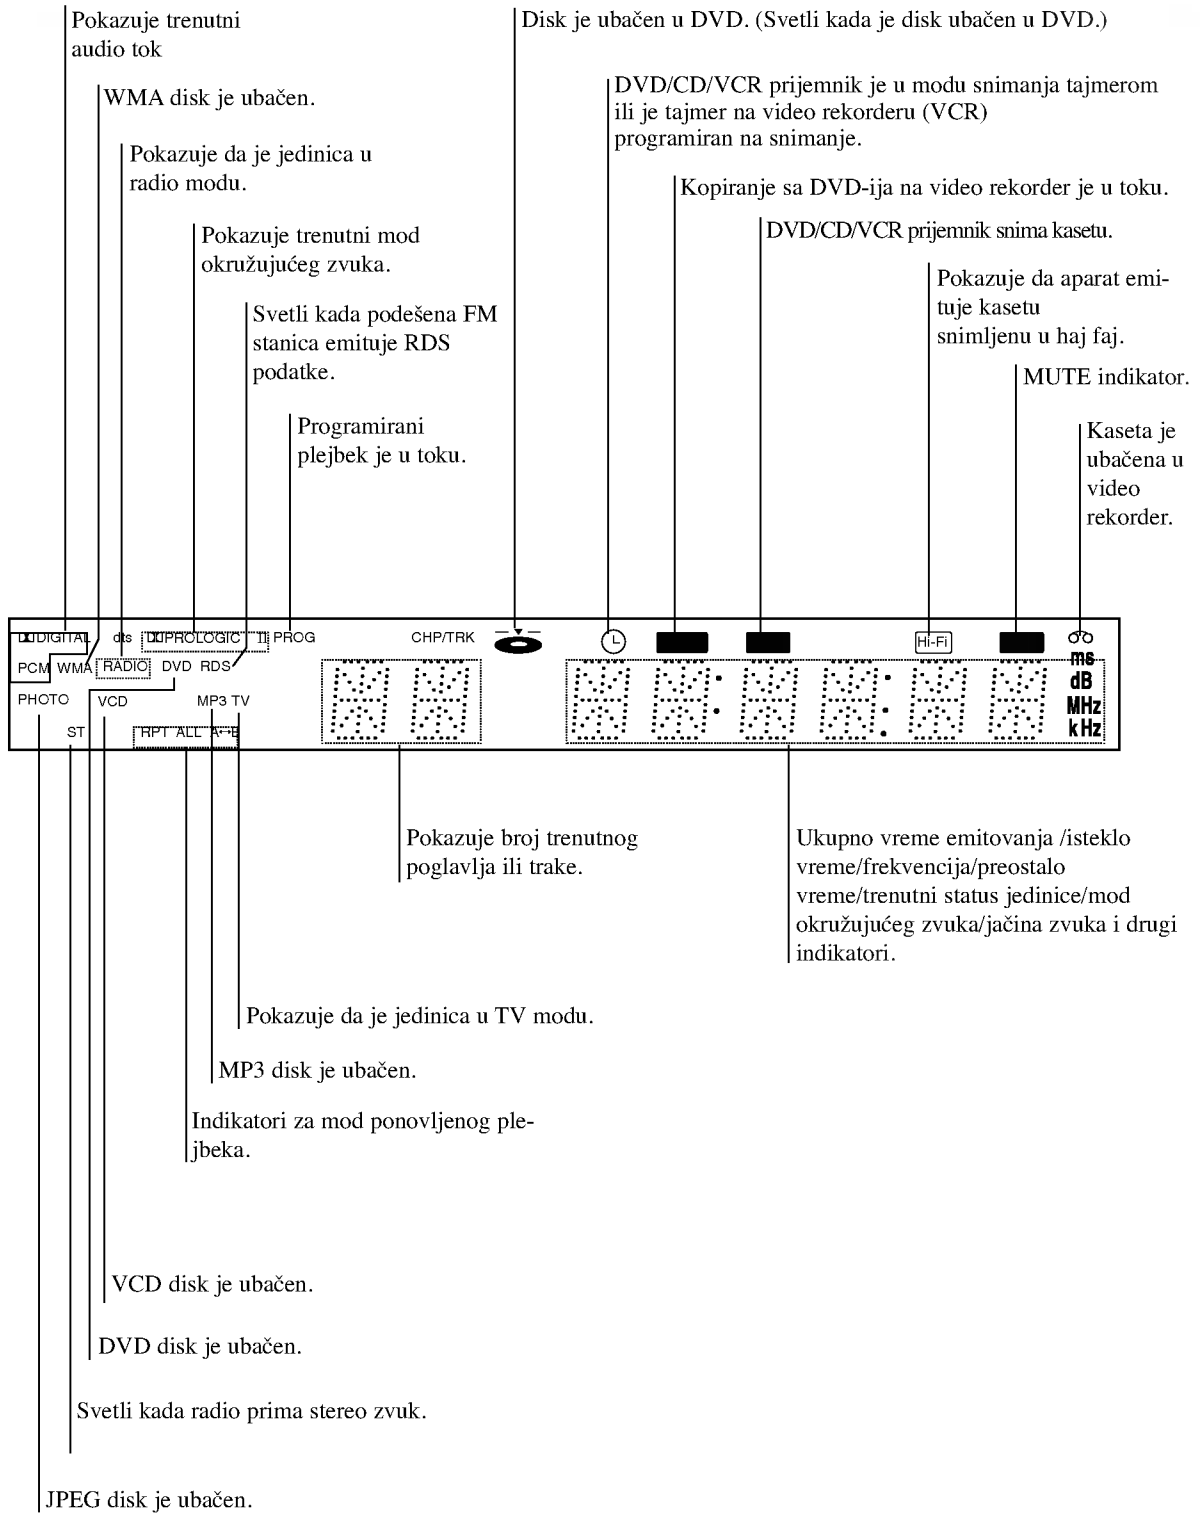 Pokazuje trenutni
audio tok
Disk je ubačen u DVD. (Svetli kada je disk ubačen u DVD.)
WMA disk je ubačen.
DVD/CD/VCR prijemnik je u modu snimanja tajmerom
ili je tajmer na video rekorderu (VCR)
programiran na snimanje.
Pokazuje da je jedinica u
radio modu.
Kopiranje sa DVD-ija na video rekorder je u toku.
Pokazuje trenutni mod
okružujućeg zvuka.
DVD/CD/VCR prijemnik snima kasetu.
Pokazuje da aparat emi-
tuje kasetu
snimljenu u haj faj.
Svetli kada podešena FM
stanica emituje RDS
podatke.
MUTE indikator.
Programirani
plejbek je u toku.
Kaseta je
ubačena u
video
rekorder.
DIGITAL dts PROLOGIC II PROG CHP/TRK Hi-Fi
PCM WMA RADIO DVD RDS ms
dB
PHOTO VCD MP3 TV MHz
ST RPT ALL A↔B kHz
Pokazuje broj trenutnog
poglavlja ili trake.
Ukupno vreme emitovanja /isteklo
vreme/frekvencija/preostalo
vreme/trenutni status jedinice/mod
okružujućeg zvuka/jačina zvuka i drugi
indikatori.
Pokazuje da je jedinica u TV modu.
MP3 disk je ubačen.
Indikatori za mod ponovljenog ple-
jbeka.
VCD disk je ubačen.
DVD disk je ubačen.
Svetli kada radio prima stereo zvuk.
JPEG disk je ubačen.